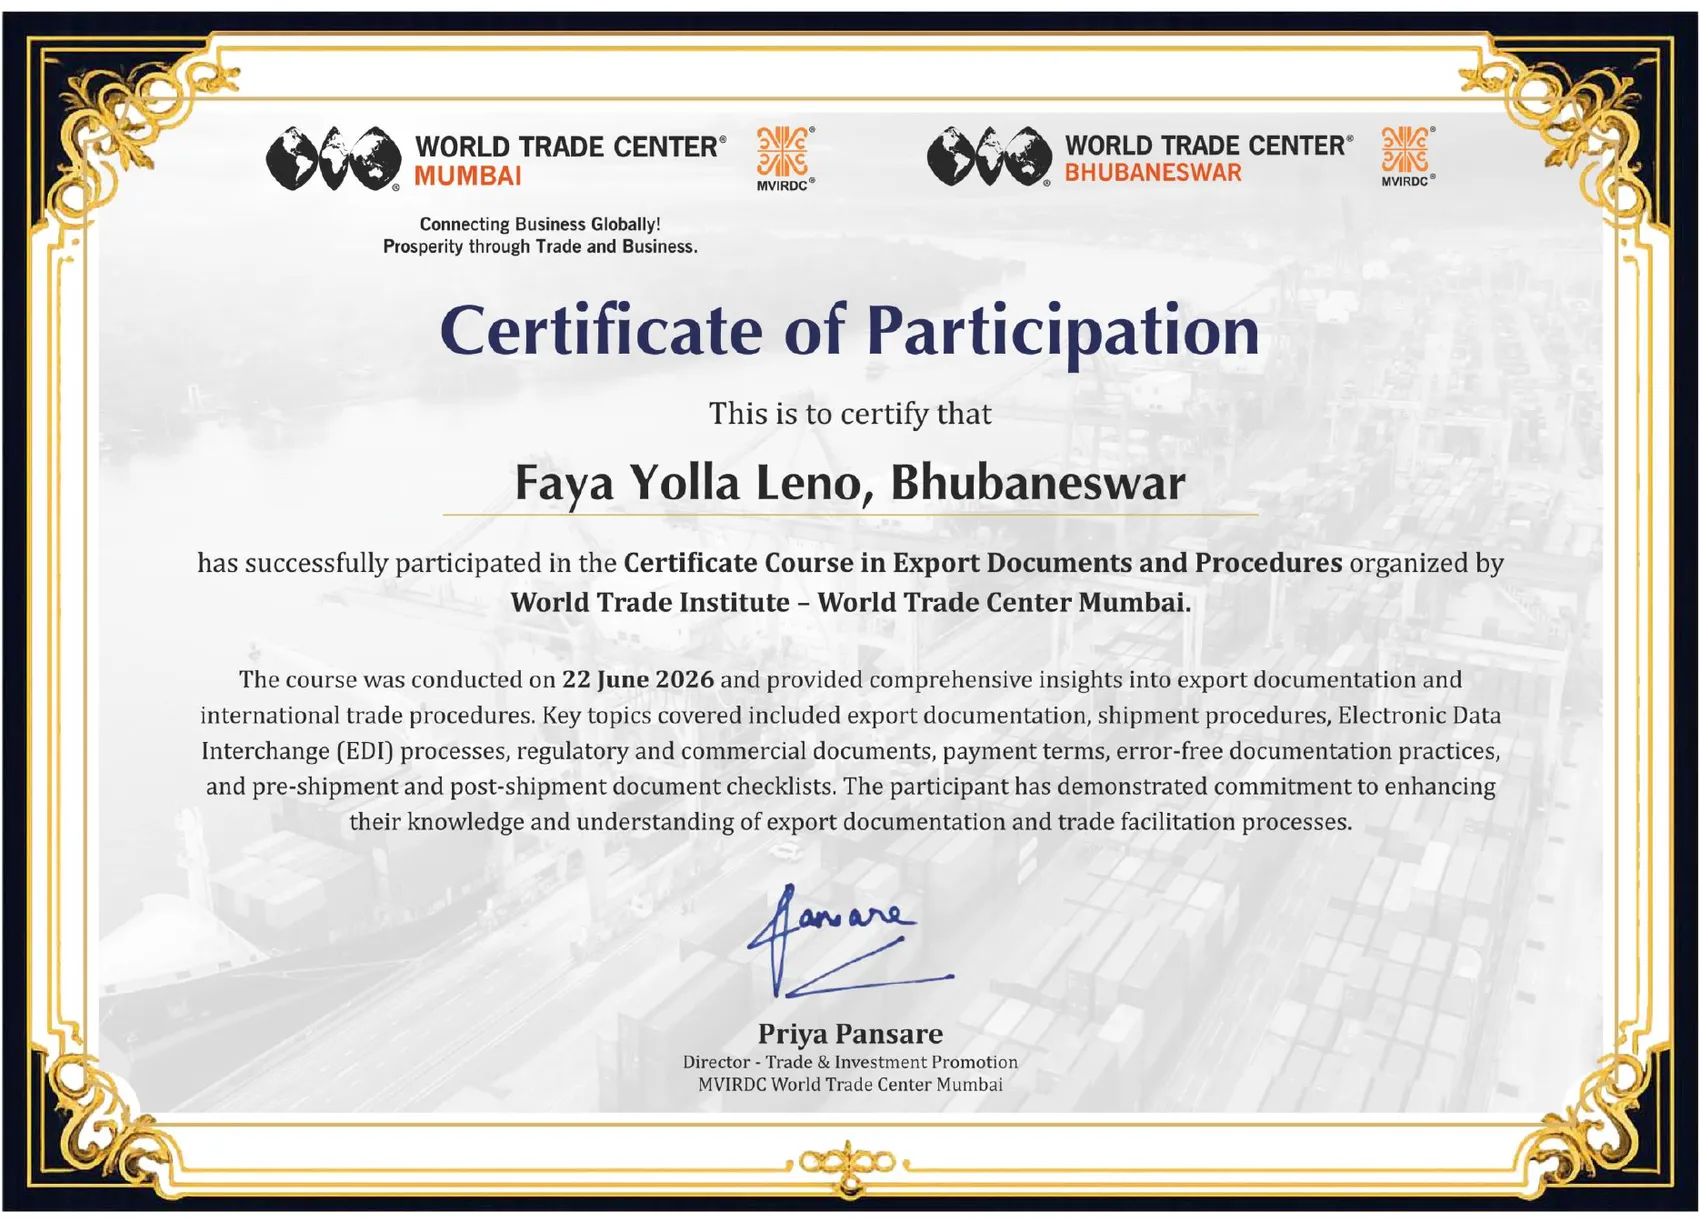 WORLD TRADE CENTER®
MUMBAI
®
MVIRDC®
Connecting Business Globally!
Prosperity through Trade and Business.
WORLD TRADE CENTER®
BHUBANESWAR
®
MVIRDC®
Certificate of Participation
This is to certify that
Faya Yolla Leno, Bhubaneswar
has successfully participated in the Certificate Course in Export Documents and Procedures organized by
World Trade Institute – World Trade Center Mumbai.
The course was conducted on 22 June 2026 and provided comprehensive insights into export documentation and
international trade procedures. Key topics covered included export documentation, shipment procedures, Electronic Data
Interchange (EDI) processes, regulatory and commercial documents, payment terms, error-free documentation practices,
and pre-shipment and post-shipment document checklists. The participant has demonstrated commitment to enhancing
their knowledge and understanding of export documentation and trade facilitation processes.
Pansare
Priya Pansare
Director - Trade & Investment Promotion
MVIRDC World Trade Center Mumbai